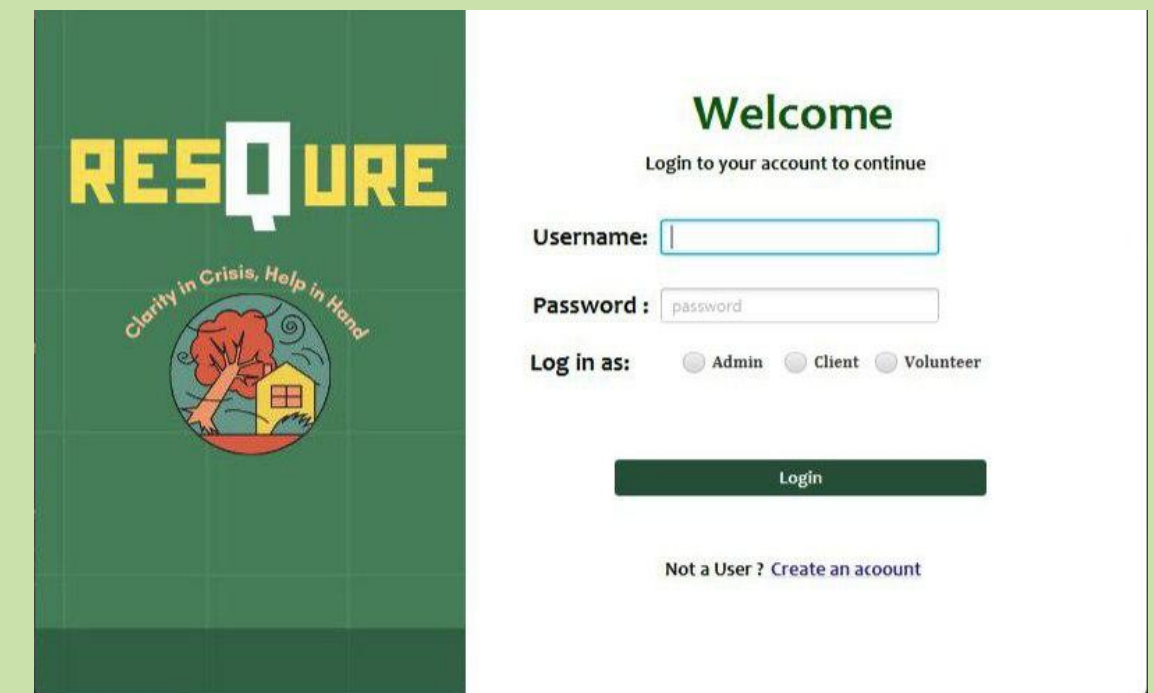 RESQURE
Clarity in Crisis, Help in Hand
Welcome
Login to your account to continue
Username:
Password : password
Log in as: Admin Client Volunteer
Login
Not a User ? Create an acoount